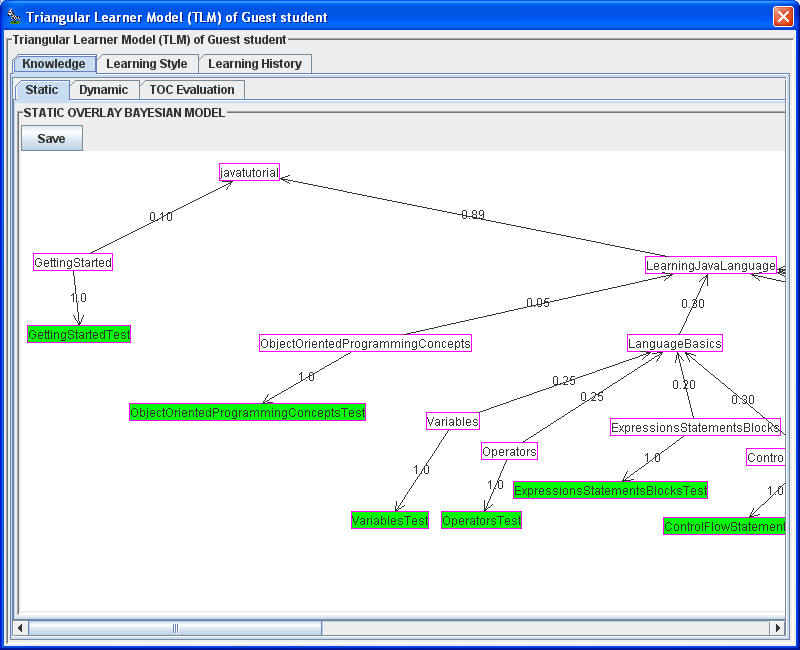 Triangular Learner Model (TLM) of Guest student
Triangular Learner Model (TLM) of Guest student
Knowledge Learning Style Learning History
Static Dynamic TOC Evaluation
STATIC OVERLAY BAYESIAN MODEL
Save
javatutorial
0.10
0.89
GettingStarted
LearningJavaLanguage
1.0
0.05
0.30
GettingStartedTest
ObjectOrientedProgrammingConcepts
LanguageBasics
1.0
0.25
0.20
0.25
0.30
ObjectOrientedProgrammingConceptsTest
Variables
ExpressionsStatementsBlocks
Operators
Contro
1.0
1.0
1.0
1.0
ExpressionsStatementsBlocksTest
VariablesTest
OperatorsTest
ControlFlowStatement